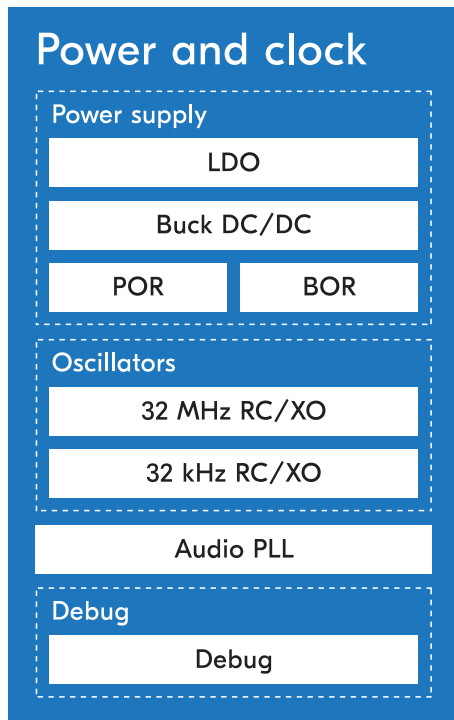 Power and clock
Power supply
LDO
Buck DC/DC
POR BOR
Oscillators
32 MHz RC/XO
32 kHz RC/XO
Audio PLL
Debug
Debug